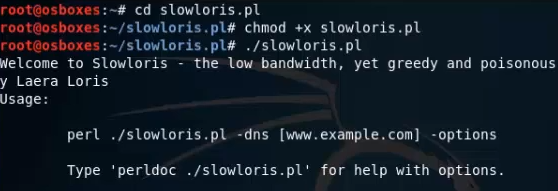 root@osboxes:~# cd slowloris.pl
root@osboxes:~/slowloris.pl# chmod +x slowloris.pl
root@osboxes:~/slowloris.pl# ./slowloris.pl
Welcome to Slowloris - the low bandwidth, yet greedy and poisonous
y Laera Loris
Usage:
perl ./slowloris.pl -dns [www.example.com] -options
Type 'perldoc ./slowloris.pl' for help with options.